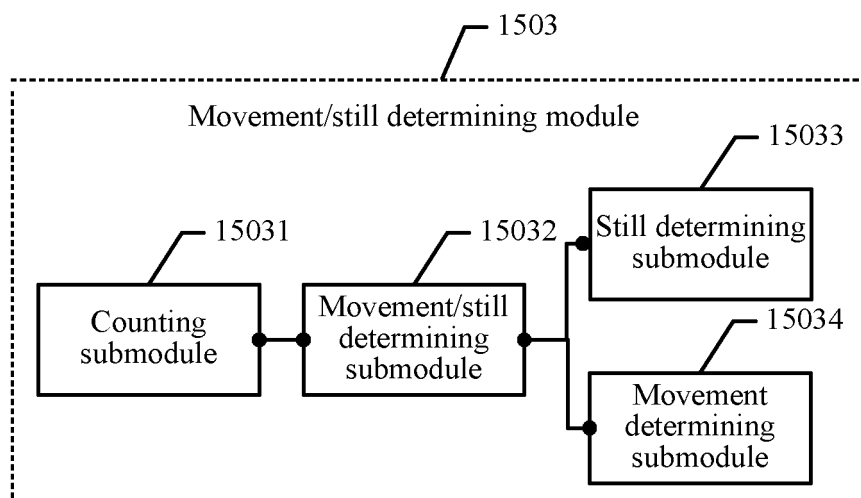 1503
Movement/still determining module
15033
Still determining
submodule
15031
Counting
submodule
15032
Movement/still
determining
submodule
15034
Movement
determining
submodule